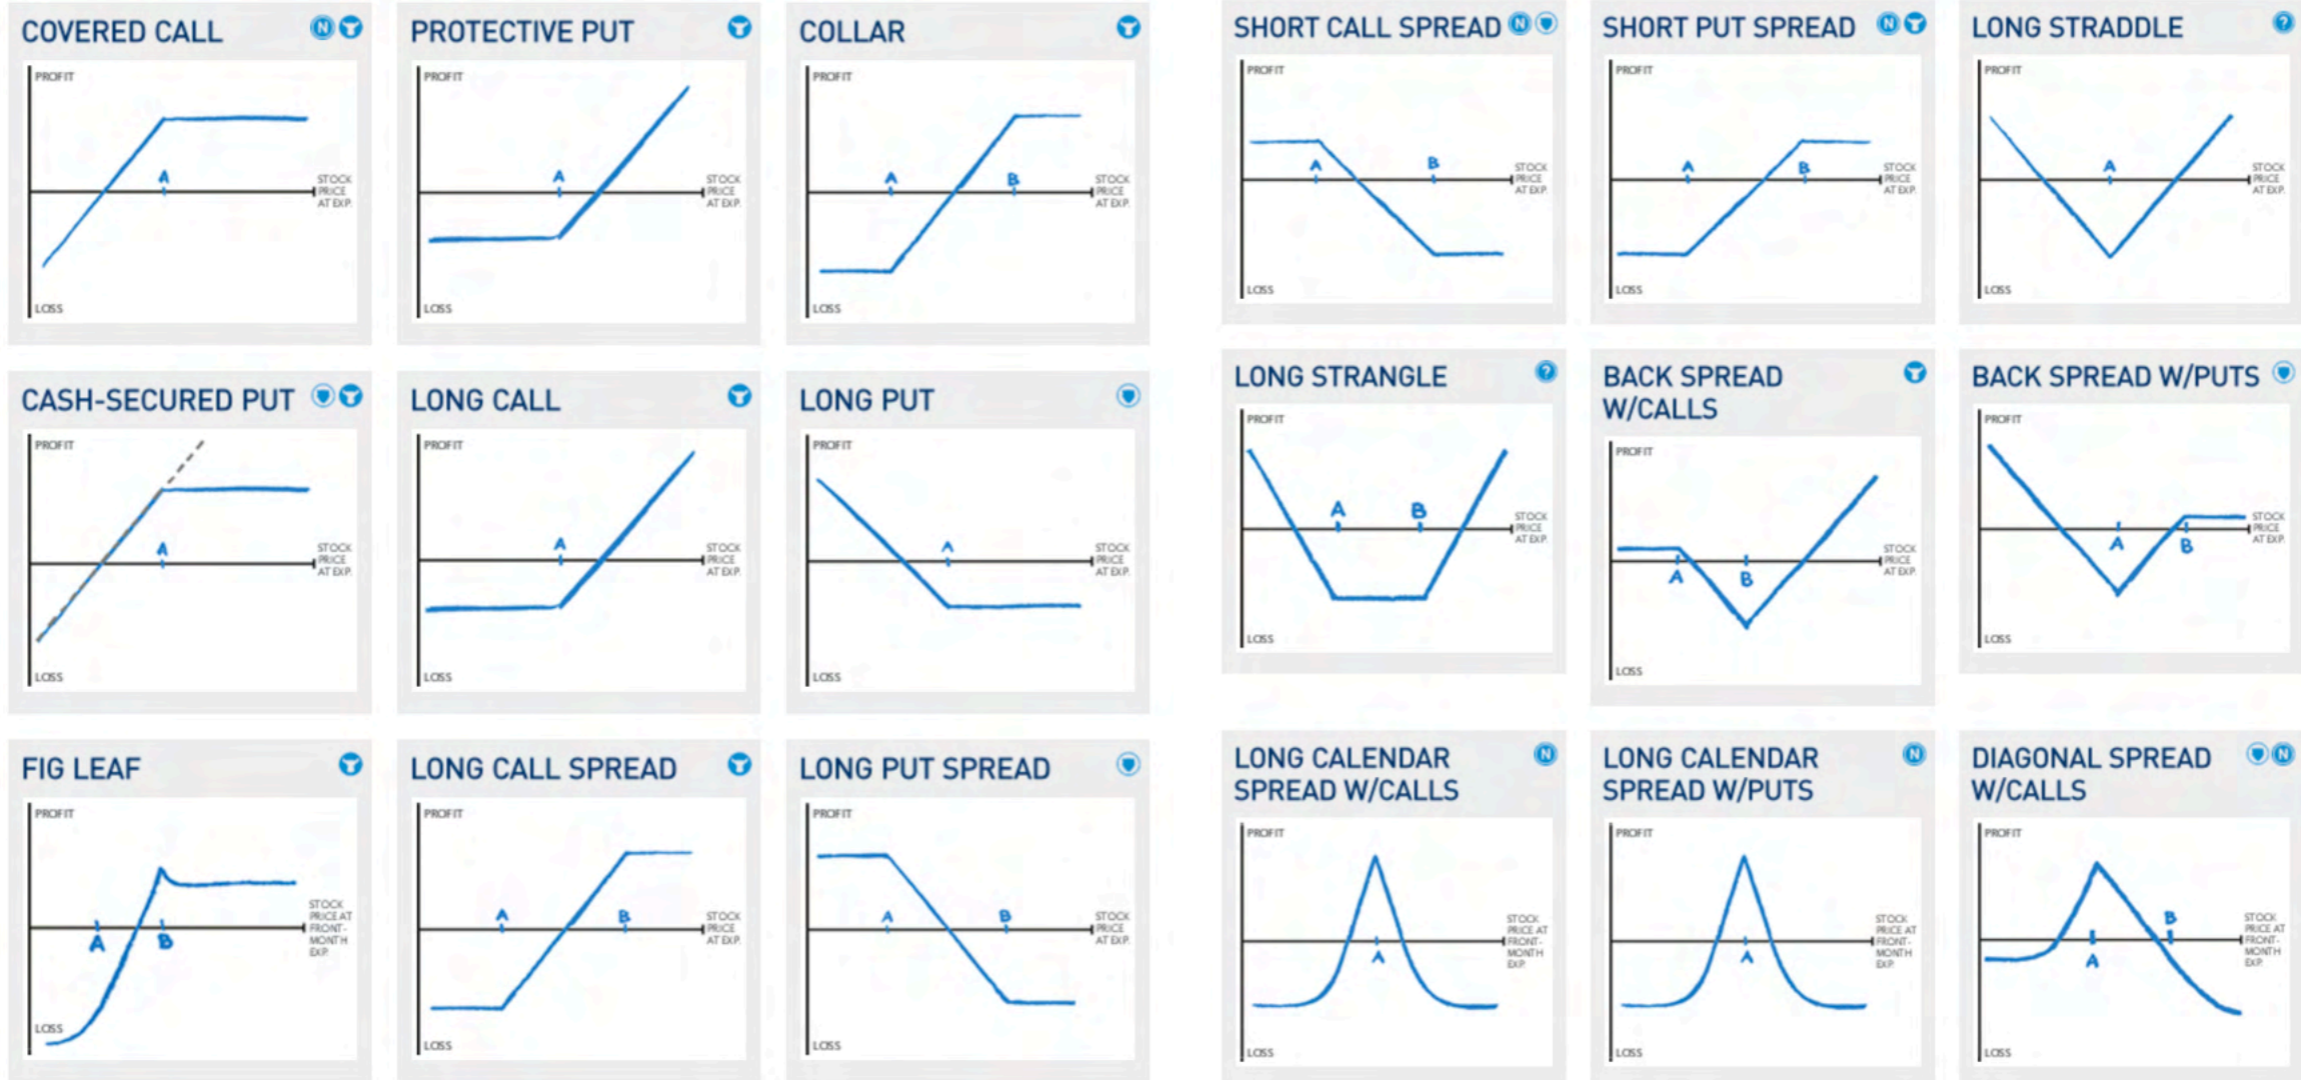 COVERED CALL
N
PROFIT
A
STOCK
PRICE
AT EXP.
LOSS
PROTECTIVE PUT
PROFIT
A
STOCK
PRICE
AT EXP.
LOSS
COLLAR
PROFIT
A
B
STOCK
PRICE
AT EXP.
LOSS
SHORT CALL SPREAD
N
PROFIT
A
B
STOCK
PRICE
AT EXP.
LOSS
SHORT PUT SPREAD
N
PROFIT
A
B
STOCK
PRICE
AT EXP.
LOSS
LONG STRADDLE
?
PROFIT
A
STOCK
PRICE
AT EXP.
LOSS
CASH-SECURED PUT
PROFIT
A
STOCK
PRICE
AT EXP.
LOSS
LONG CALL
PROFIT
A
STOCK
PRICE
AT EXP.
LOSS
LONG PUT
PROFIT
A
STOCK
PRICE
AT EXP.
LOSS
LONG STRANGLE
?
PROFIT
A
B
STOCK
PRICE
AT EXP.
LOSS
BACK SPREAD
W/CALLS
PROFIT
A
B
STOCK
PRICE
AT EXP.
LOSS
BACK SPREAD W/PUTS
PROFIT
A
B
STOCK
PRICE
AT EXP.
LOSS
FIG LEAF
PROFIT
A
B
STOCK
PRICE AT
FRONT-
MONTH
EXP.
LOSS
LONG CALL SPREAD
PROFIT
A
B
STOCK
PRICE
AT EXP.
LOSS
LONG PUT SPREAD
PROFIT
A
B
STOCK
PRICE
AT EXP.
LOSS
LONG CALENDAR
SPREAD W/CALLS
N
PROFIT
A
STOCK
PRICE AT
FRONT-
MONTH
EXP.
LOSS
LONG CALENDAR
SPREAD W/PUTS
N
PROFIT
A
STOCK
PRICE AT
FRONT-
MONTH
EXP.
LOSS
DIAGONAL SPREAD
W/CALLS
N
PROFIT
A
B
STOCK
PRICE AT
FRONT-
MONTH
EXP.
LOSS